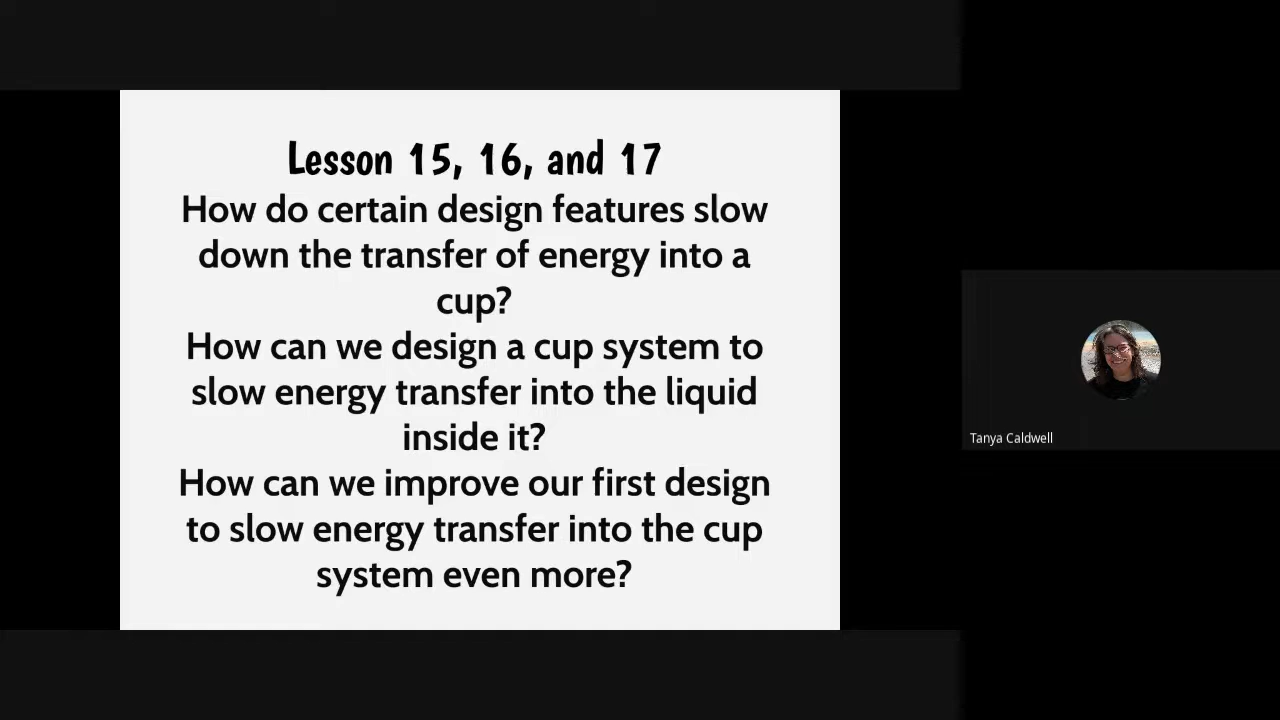 Lesson 15, 16, and 17
How do certain design features slow
down the transfer of energy into a
cup?
How can we design a cup system to
slow energy transfer into the liquid
inside it?
How can we improve our first design
to slow energy transfer into the cup
system even more?
Tanya Caldwell